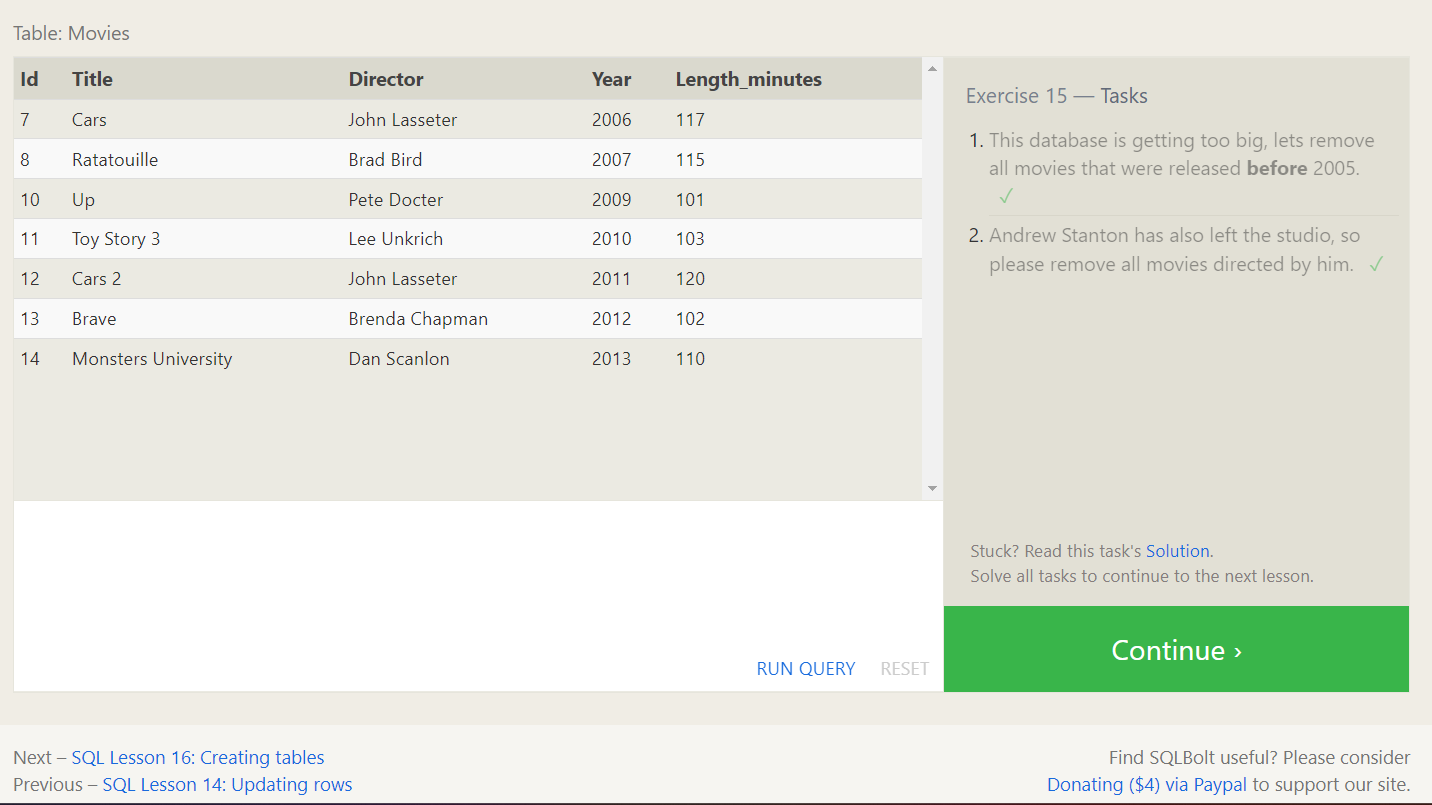 Table: Movies
Id Title Director Year Length_minutes
7 Cars John Lasseter 2006 117
8 Ratatouille Brad Bird 2007 115
10 Up Pete Docter 2009 101
11 Toy Story 3 Lee Unkrich 2010 103
12 Cars 2 John Lasseter 2011 120
13 Brave Brenda Chapman 2012 102
14 Monsters University Dan Scanlon 2013 110
RUN QUERY RESET
Exercise 15 — Tasks
1. This database is getting too big, lets remove
all movies that were released before 2005.
✓
2. Andrew Stanton has also left the studio, so
please remove all movies directed by him. ✓
Stuck? Read this task's Solution.
Solve all tasks to continue to the next lesson.
Continue ›
Next – SQL Lesson 16: Creating tables
Previous – SQL Lesson 14: Updating rows
Find SQLBolt useful? Please consider
Donating ($4) via Paypal to support our site.